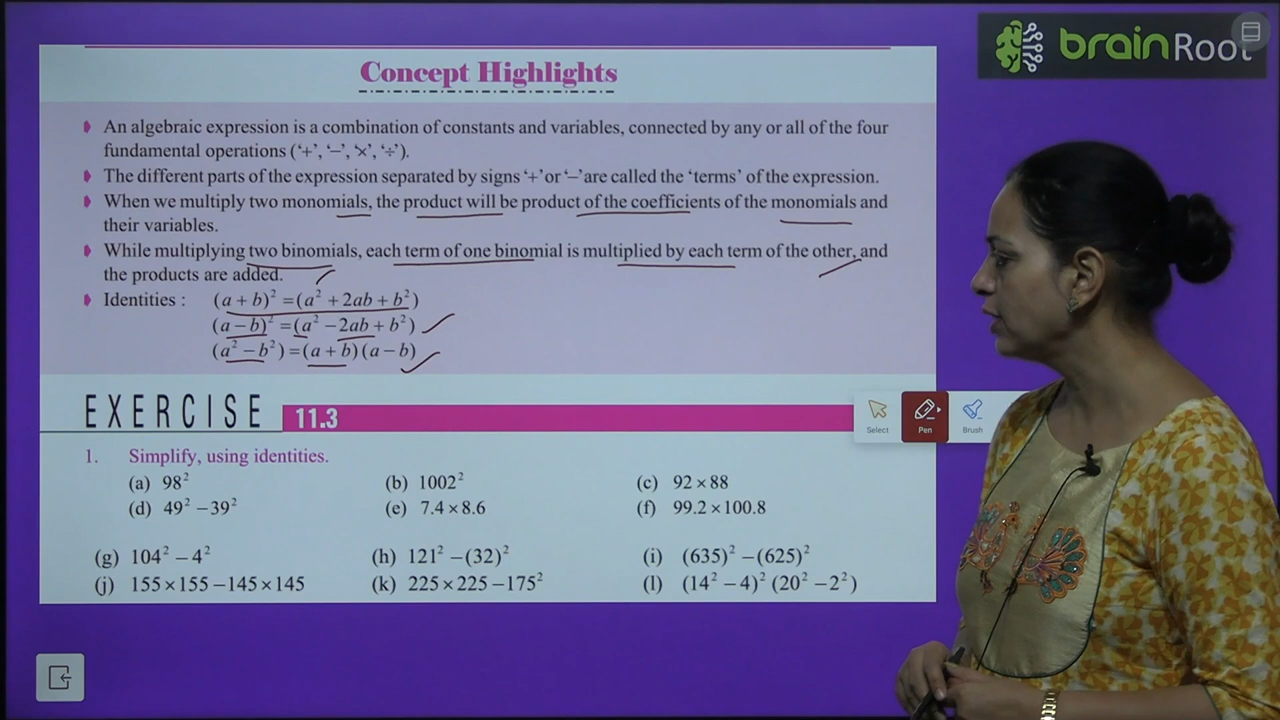 brainRoot
Concept Highlights
An algebraic expression is a combination of constants and variables, connected by any or all of the four
fundamental operations (‘+’, ‘−’, ‘×’, ‘÷’).
The different parts of the expression separated by signs ‘+’or ‘−’are called the ‘terms’ of the expression.
When we multiply two monomials, the product will be product of the coefficients of the monomials and
their variables.
While multiplying two binomials, each term of one binomial is multiplied by each term of the other, and
the products are added.
Identities : (a + b)² =(a² + 2ab + b²)
(a − b)² =(a² − 2ab + b²)
(a² − b²) =(a + b) (a − b)
EXERCISE 11.3
Select Pen Brush
1. Simplify, using identities.
(a) 98² (b) 1002² (c) 92 × 88
(d) 49² − 39² (e) 7.4 × 8.6 (f) 99.2 × 100.8
(g) 104² − 4² (h) 121² − (32)² (i) (635)² − (625)²
(j) 155 × 155 − 145 × 145 (k) 225 × 225 − 175² (l) (14² − 4)² (20² − 2²)